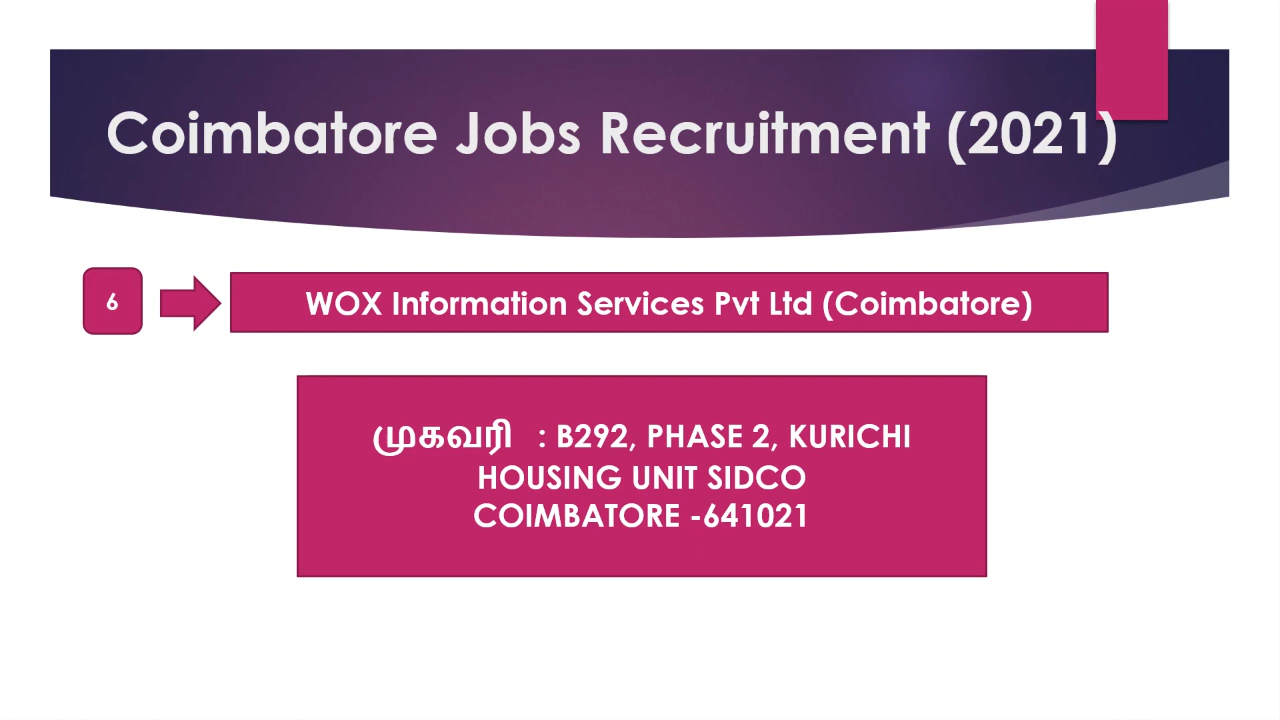 Coimbatore Jobs Recruitment (2021)
6
WOX Information Services Pvt Ltd (Coimbatore)
முகவரி : B292, PHASE 2, KURICHI
HOUSING UNIT SIDCO
COIMBATORE -641021